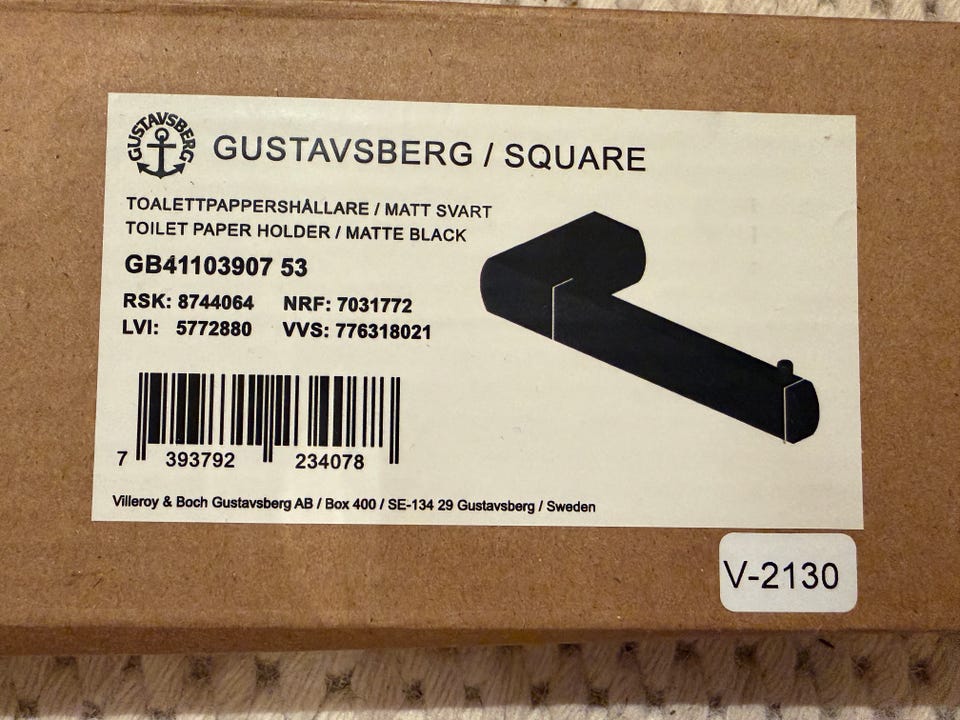 GUSTAVSBERG
GUSTAVSBERG / SQUARE
TOALETTPAPPERSHÅLLARE / MATT SVART
TOILET PAPER HOLDER / MATTE BLACK
GB41103907 53
RSK: 8744064 NRF: 7031772
LVI: 5772880 VVS: 776318021
7 393792 234078
Villeroy & Boch Gustavsberg AB / Box 400 / SE-134 29 Gustavsberg / Sweden
V-2130